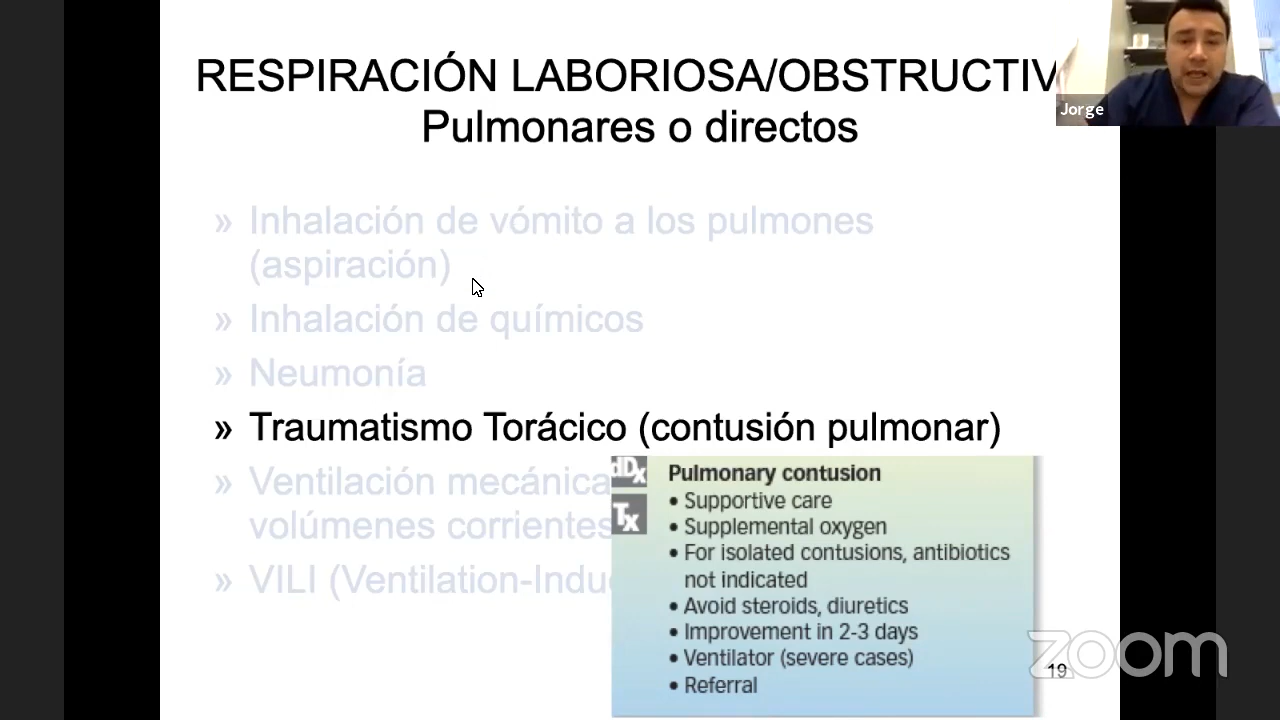 RESPIRACIÓN LABORIOSA/OBSTRUCTIV
Pulmonares o directos
Jorge
» Inhalación de vómito a los pulmones
(aspiración)
» Inhalación de químicos
» Neumonía
» Traumatismo Torácico (contusión pulmonar)
» Ventilación mecánica
volúmenes corrientes
» VILI (Ventilation-Indu
dDx
Pulmonary contusion
Tx
• Supportive care
• Supplemental oxygen
• For isolated contusions, antibiotics
not indicated
• Avoid steroids, diuretics
• Improvement in 2-3 days
• Ventilator (severe cases)
• Referral
zoom
19